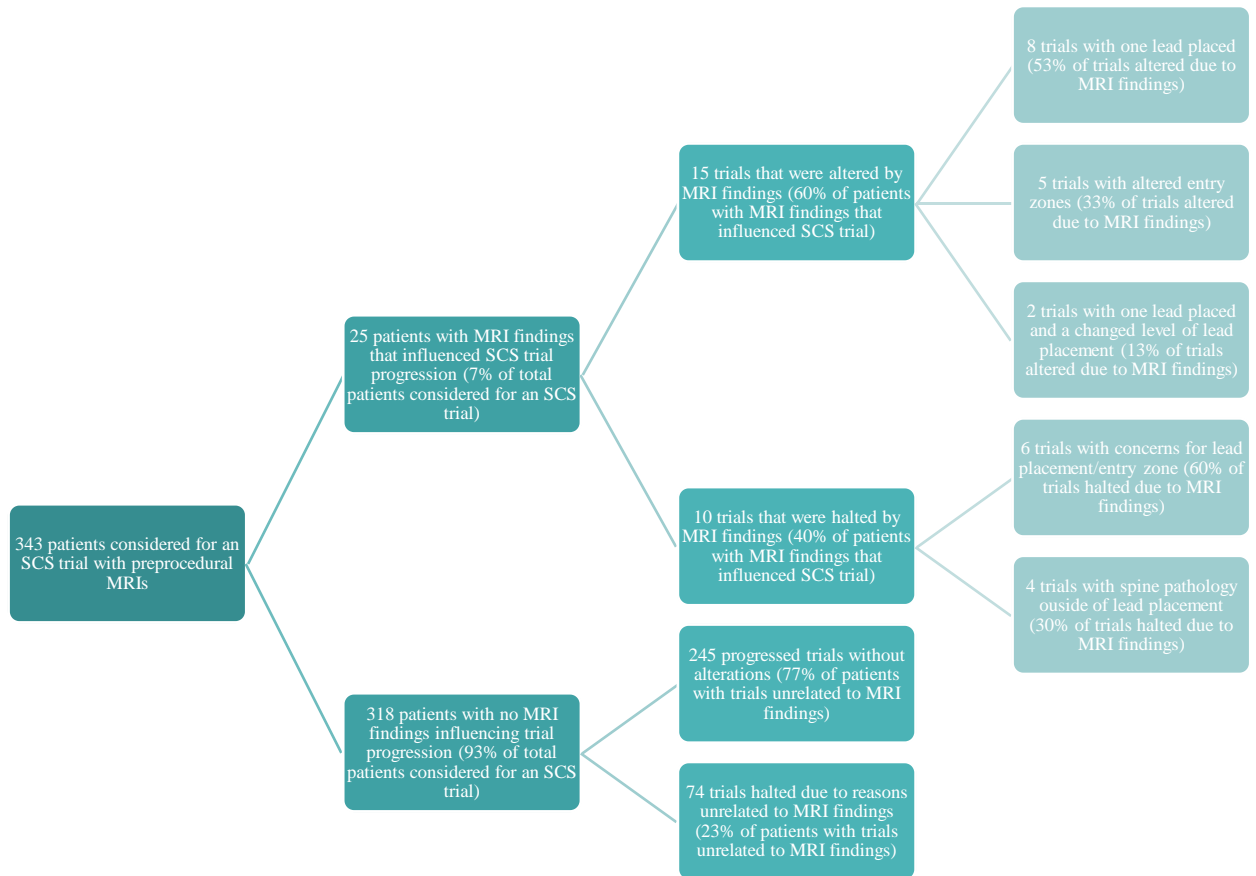 343 patients considered for an
SCS trial with preprocedural
MRIs
25 patients with MRI findings
that influenced SCS trial
progression (7% of total
patients considered for an SCS
trial)
318 patients with no MRI
findings influencing trial
progression (93% of total
patients considered for an SCS
trial)
15 trials that were altered by
MRI findings (60% of patients
with MRI findings that
influenced SCS trial)
10 trials that were halted by
MRI findings (40% of patients
with MRI findings that
influenced SCS trial)
245 progressed trials without
alterations (77% of patients
with trials unrelated to MRI
findings)
74 trials halted due to reasons
unrelated to MRI findings
(23% of patients with trials
unrelated to MRI findings)
8 trials with one lead placed
(53% of trials altered due to
MRI findings)
5 trials with altered entry
zones (33% of trials altered
due to MRI findings)
2 trials with one lead placed
and a changed level of lead
placement (13% of trials
altered due to MRI findings)
6 trials with concerns for lead
placement/entry zone (60% of
trials halted due to MRI
findings)
4 trials with spine pathology
ouside of lead placement
(30% of trials halted due to
MRI findings)